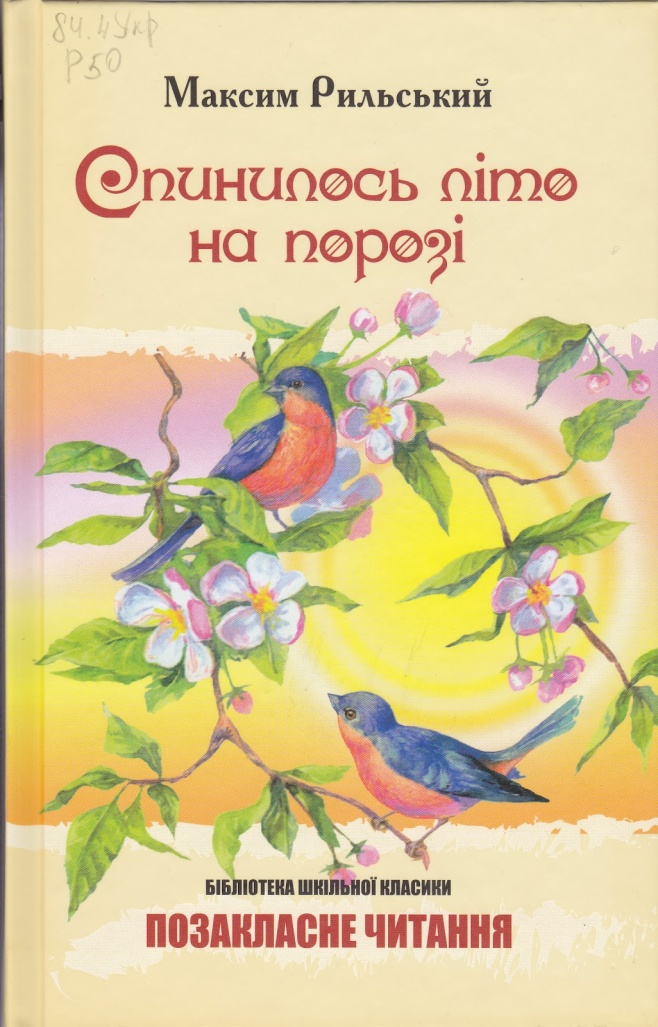 84.4Укр
Р50
Максим Рильський
Спинилось літо
на порозі
БІБЛІОТЕКА ШКІЛЬНОЇ КЛАСИКИ
ПОЗАКЛАСНЕ ЧИТАННЯ